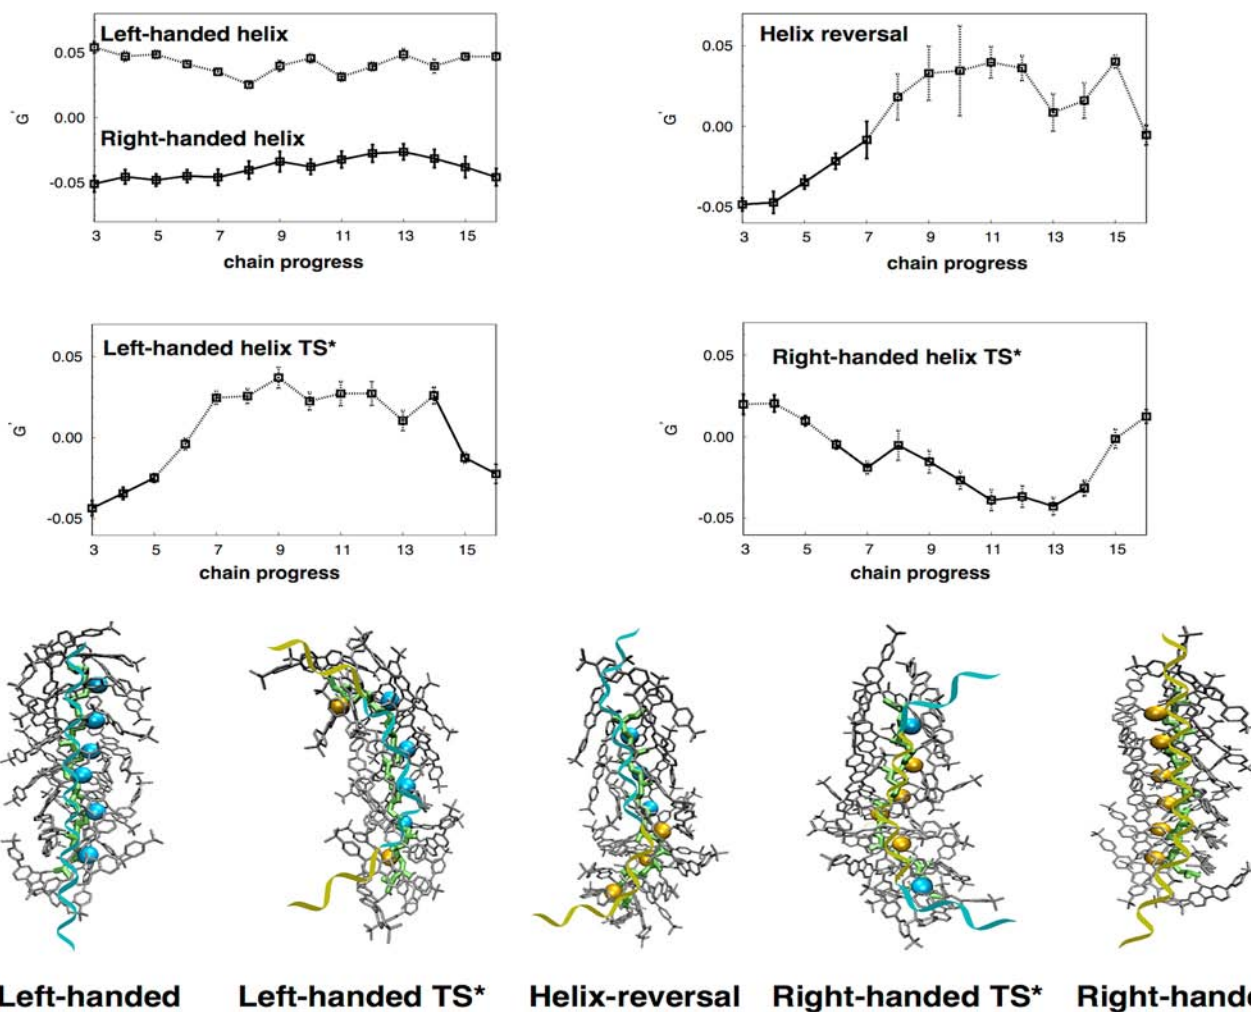 Left-handed helix
Right-handed helix
0.05
0.00
-0.05
G'
3 5 7 9 11 13 15
chain progress
Helix reversal
0.05
0.00
-0.05
G'
3 5 7 9 11 13 15
chain progress
Left-handed helix TS*
0.05
0.00
-0.05
G'
3 5 7 9 11 13 15
chain progress
Right-handed helix TS*
0.05
0.00
-0.05
G'
3 5 7 9 11 13 15
chain progress
Left-handed Left-handed TS* Helix-reversal Right-handed TS* Right-hande